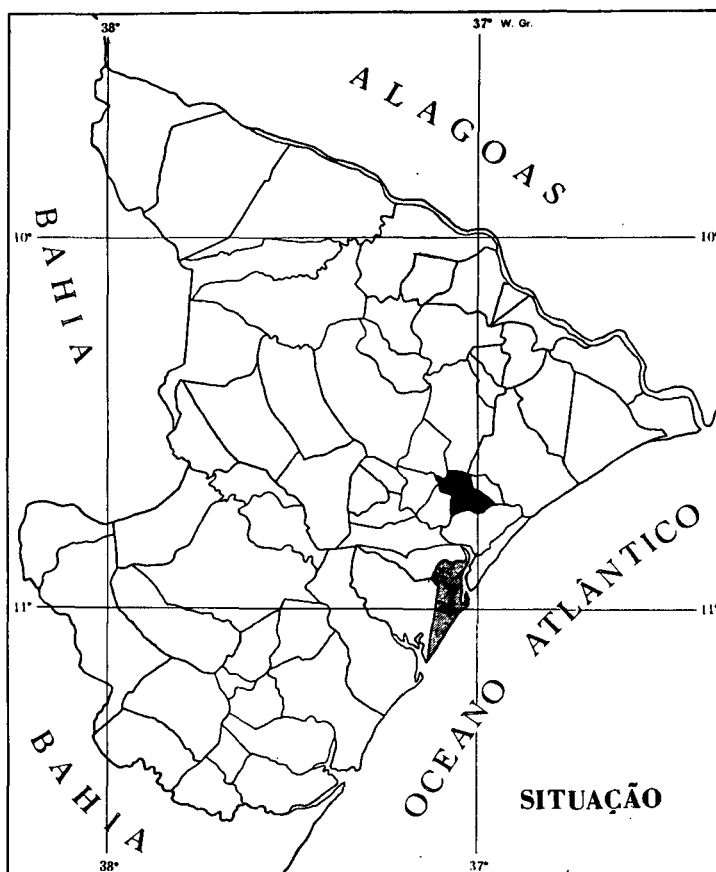 38°
37° W. Gr.
ALAGOAS
BAHIA
10°
10°
11°
11°
OCEANO ATLÂNTICO
BAHIA
SITUAÇÃO
38°
37°